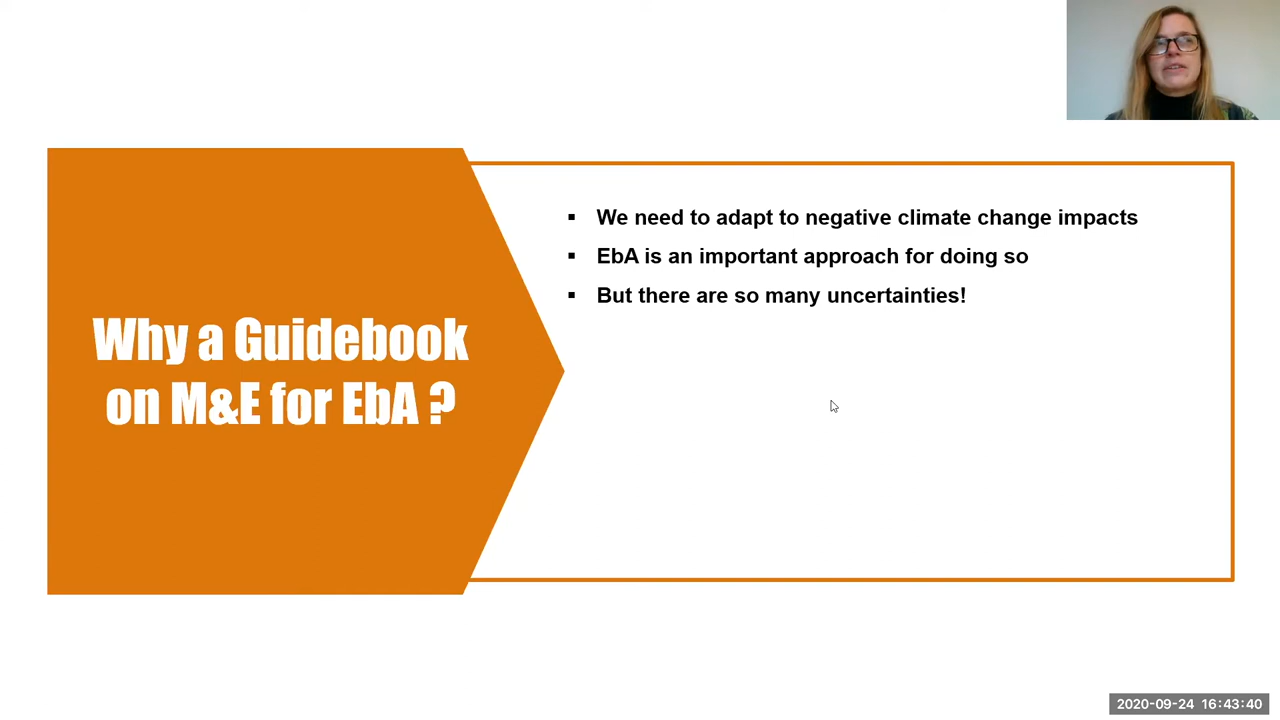 Why a Guidebook
on M&E for EbA ?
▪ We need to adapt to negative climate change impacts
▪ EbA is an important approach for doing so
▪ But there are so many uncertainties!
2020-09-24 16:43:40